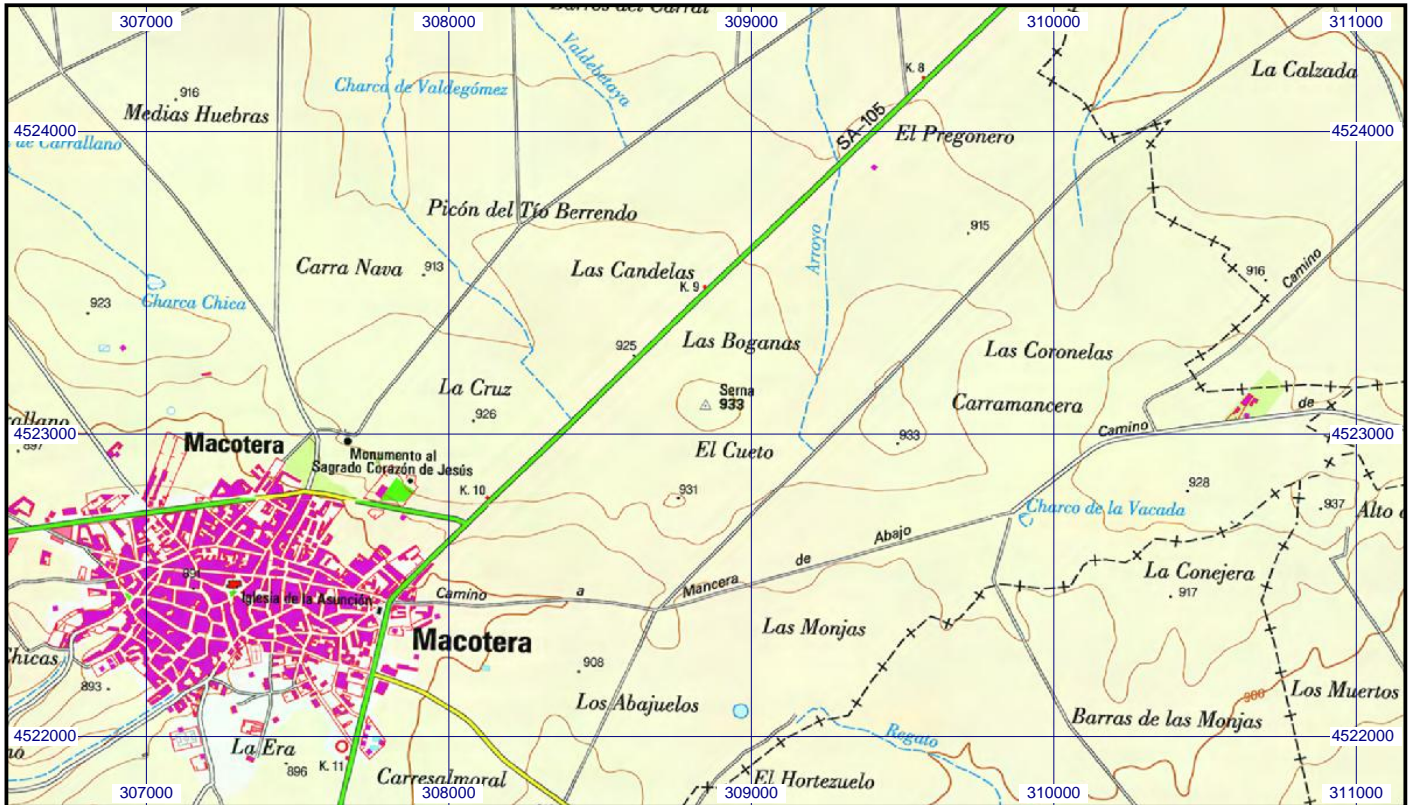 Barros del Carral
307000
308000
309000
310000
311000
Valdebetaya
K. 8
La Calzada
916
Charco de Valdegómez
Medias Huebras
SA-105
El Pregonero
4524000
4524000
de Carrallano
Picón del Tío Berrendo
915
Arroyo
Carra Nava
913
Las Candelas
K. 9
916
Camino
923
Charca Chica
925
Las Boganas
Las Coronelas
La Cruz
Serna
933
Carramancera
926
de
rallano
4523000
Camino
4523000
897
Macotera
933
El Cueto
Monumento al
Sagrado Corazón de Jesús
K. 10
931
928
937
Charco de la Vacada
Alto
Abajo
de
891
La Conejera
Mancera
Iglesia de la Asunción
Camino
a
917
Las Monjas
Macotera
Chicas
908
893
900
Los Muertos
Los Abajuelos
Barras de las Monjas
4522000
Regato
4522000
La Era
896
K. 11
Carresalmoral
El Hortezuelo
307000
308000
309000
310000
311000